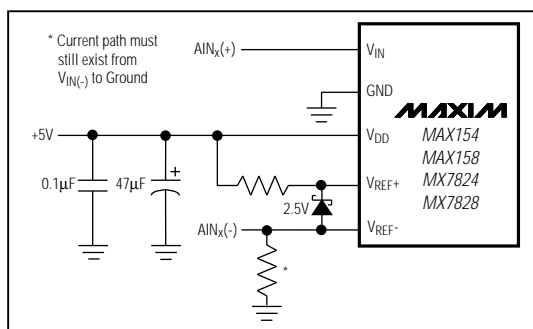 * Current path must
still exist from
VIN(-) to Ground
AINx(+)
VIN
GND
MAXIM
MAX154
MAX158
MX7824
MX7828
+5V
VDD
0.1µF
47µF
+
VREF+
2.5V
AINx(-)
VREF-
*